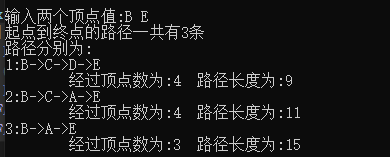 输入两个顶点值:B E
起点到终点的路径一共有3条
路径分别为:
1:B->C->D->E
经过顶点数为:4 路径长度为:9
2:B->C->A->E
经过顶点数为:4 路径长度为:11
3:B->A->E
经过顶点数为:3 路径长度为:15